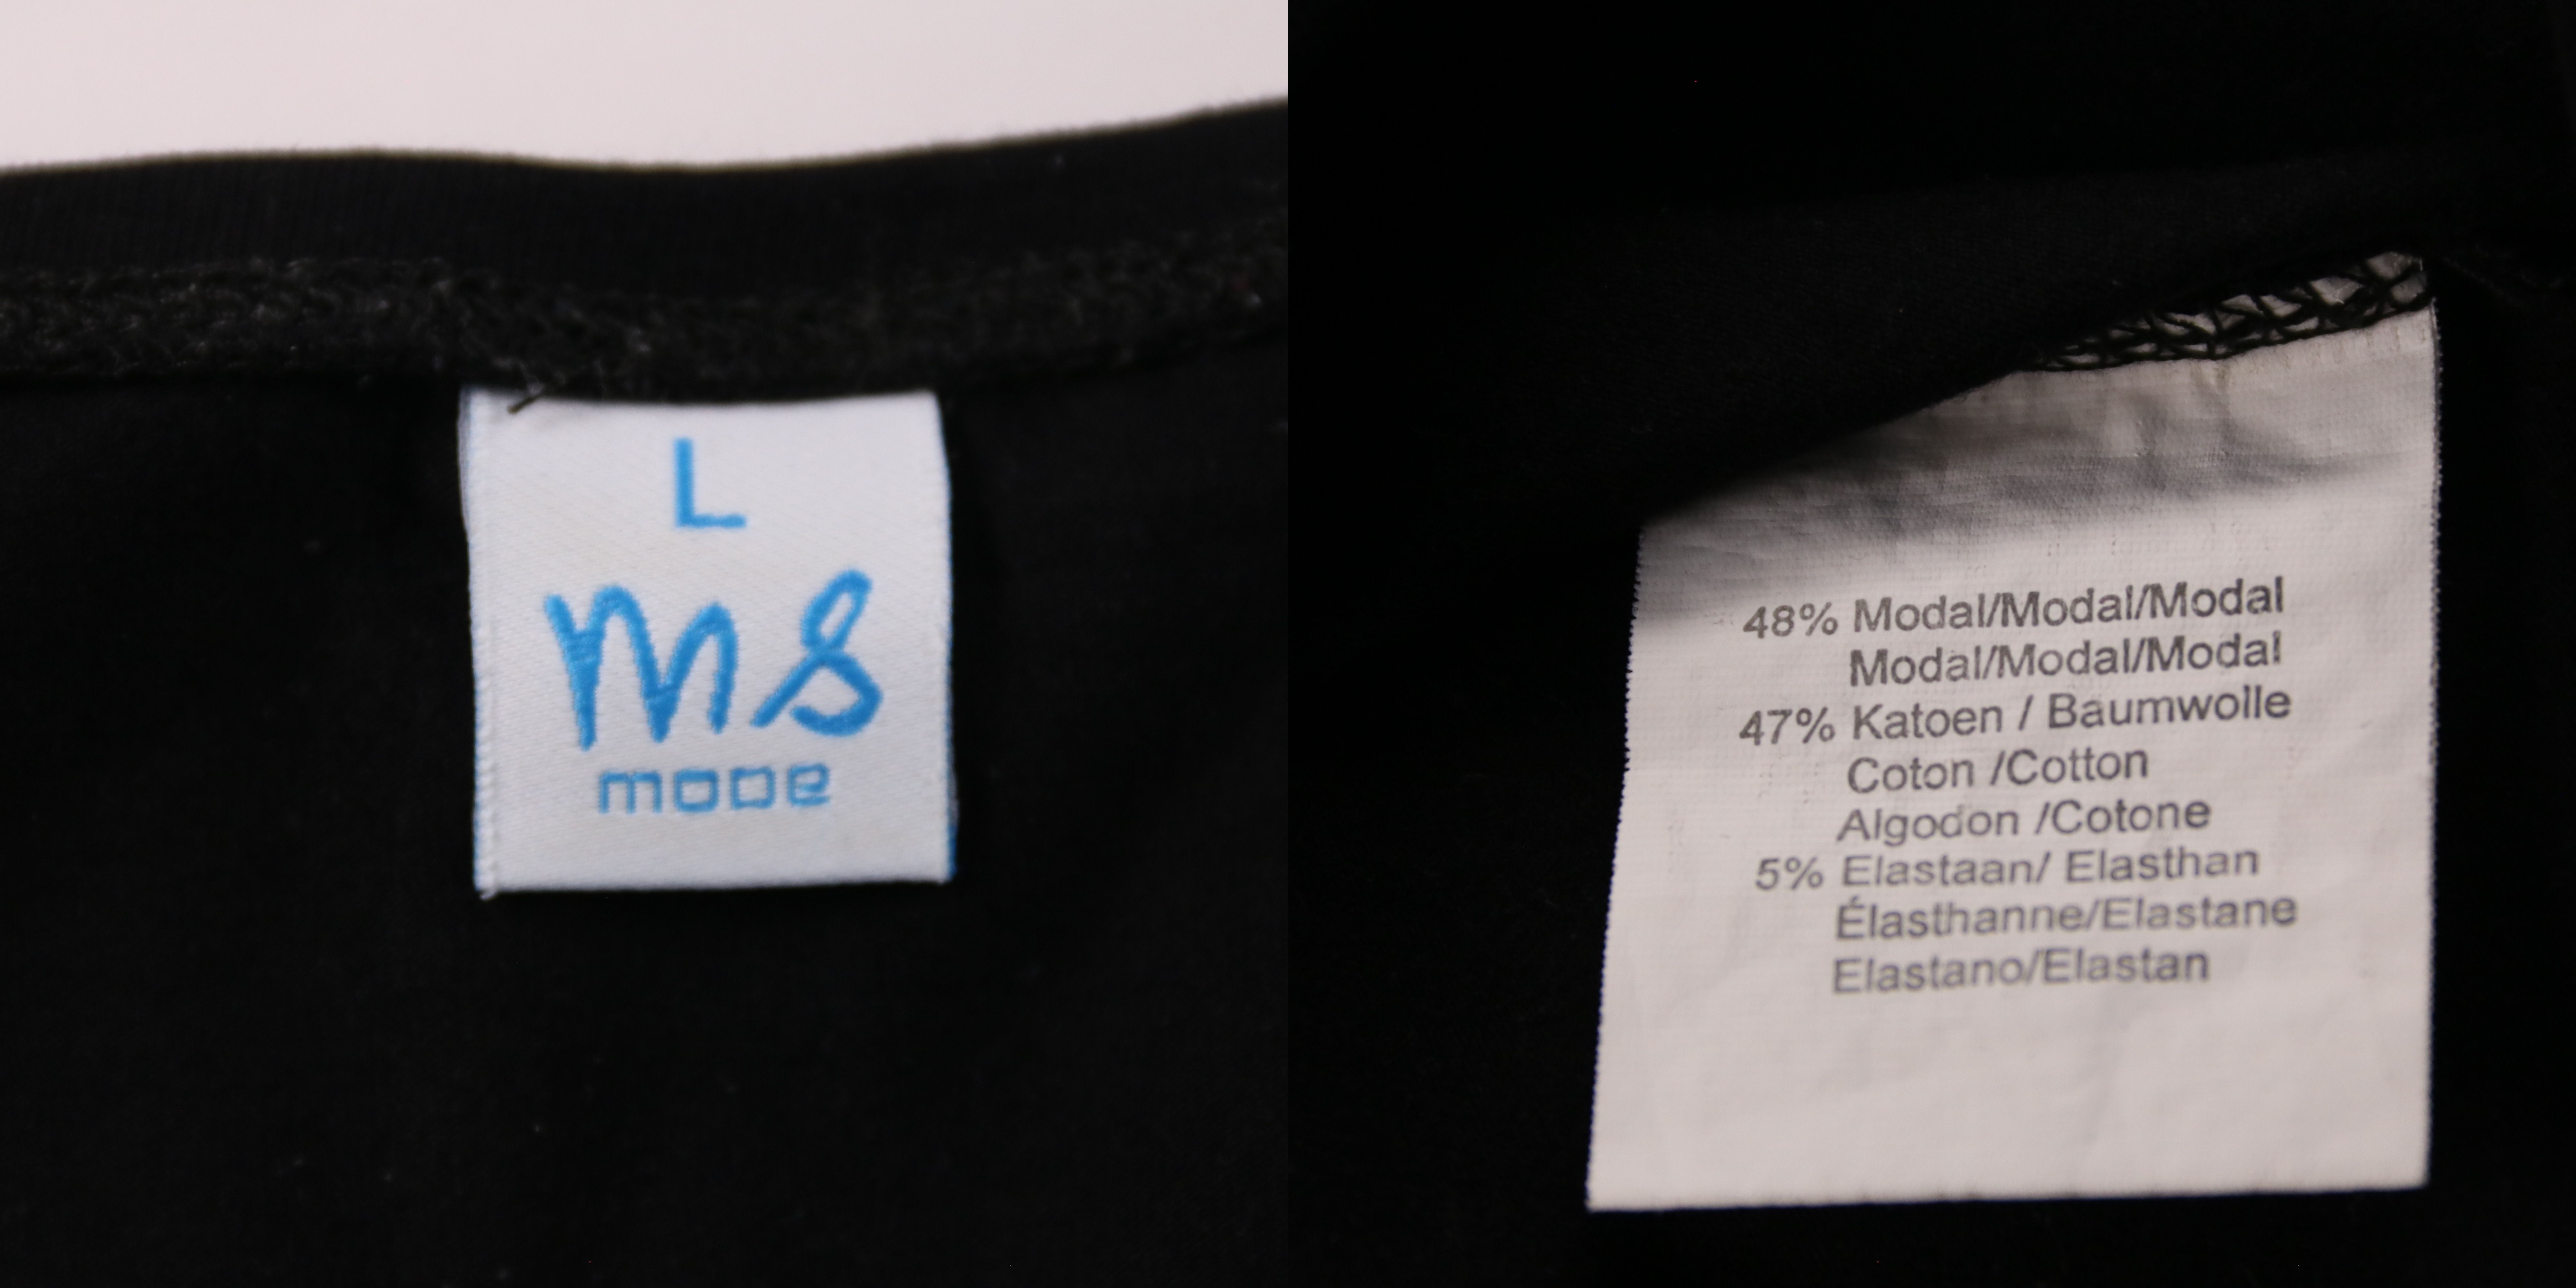 L
ms
mode
48% Modal/Modal/Modal
Modal/Modal/Modal
47% Katoen / Baumwolle
Coton /Cotton
Algodon /Cotone
5% Elastaan/ Elasthan
Élasthanne/Elastane
Elastano/Elastan